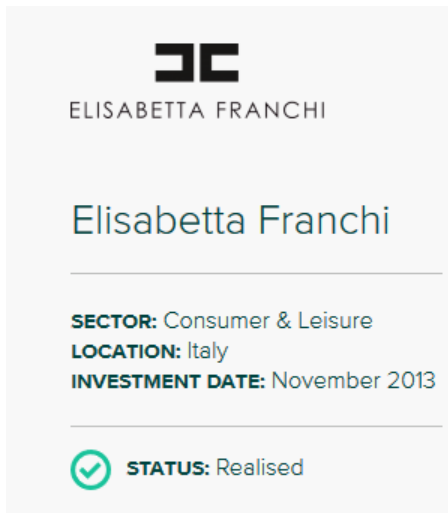 ELISABETTA FRANCHI
Elisabetta Franchi
SECTOR: Consumer & Leisure
LOCATION: Italy
INVESTMENT DATE: November 2013
STATUS: Realised